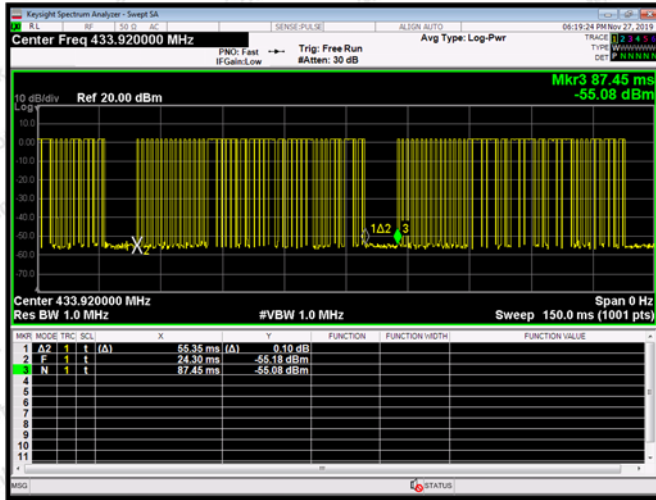 Keysight Spectrum Analyzer - Swept SA
RL RF 50 Ω AC SENSE:PULSE ALIGN AUTO 06:19:24 PM Nov 27, 2019
Center Freq 433.920000 MHz
PNO: Fast
IFGain:Low
Trig: Free Run
#Atten: 30 dB
Avg Type: Log-Pwr
TRACE 1 2 3 4 5 6
TYPE W
DET P N N N N N
Mkr3 87.45 ms
-55.08 dBm
10 dB/div Ref 20.00 dBm
Log
10.0
0.00
-10.0
-20.0
-30.0
-40.0
-50.0
-60.0
-70.0
2
1Δ2
3
Center 433.920000 MHz Span 0 Hz
Res BW 1.0 MHz #VBW 1.0 MHz Sweep 150.0 ms (1001 pts)
MKR MODE TRC SCL X Y FUNCTION FUNCTION WIDTH FUNCTION VALUE
1 Δ2 1 t (Δ) 55.35 ms (Δ) 0.10 dB
2 F 1 t 24.30 ms -55.18 dBm
3 N 1 t 87.45 ms -55.08 dBm
4
5
6
7
8
9
10
11
MSG STATUS